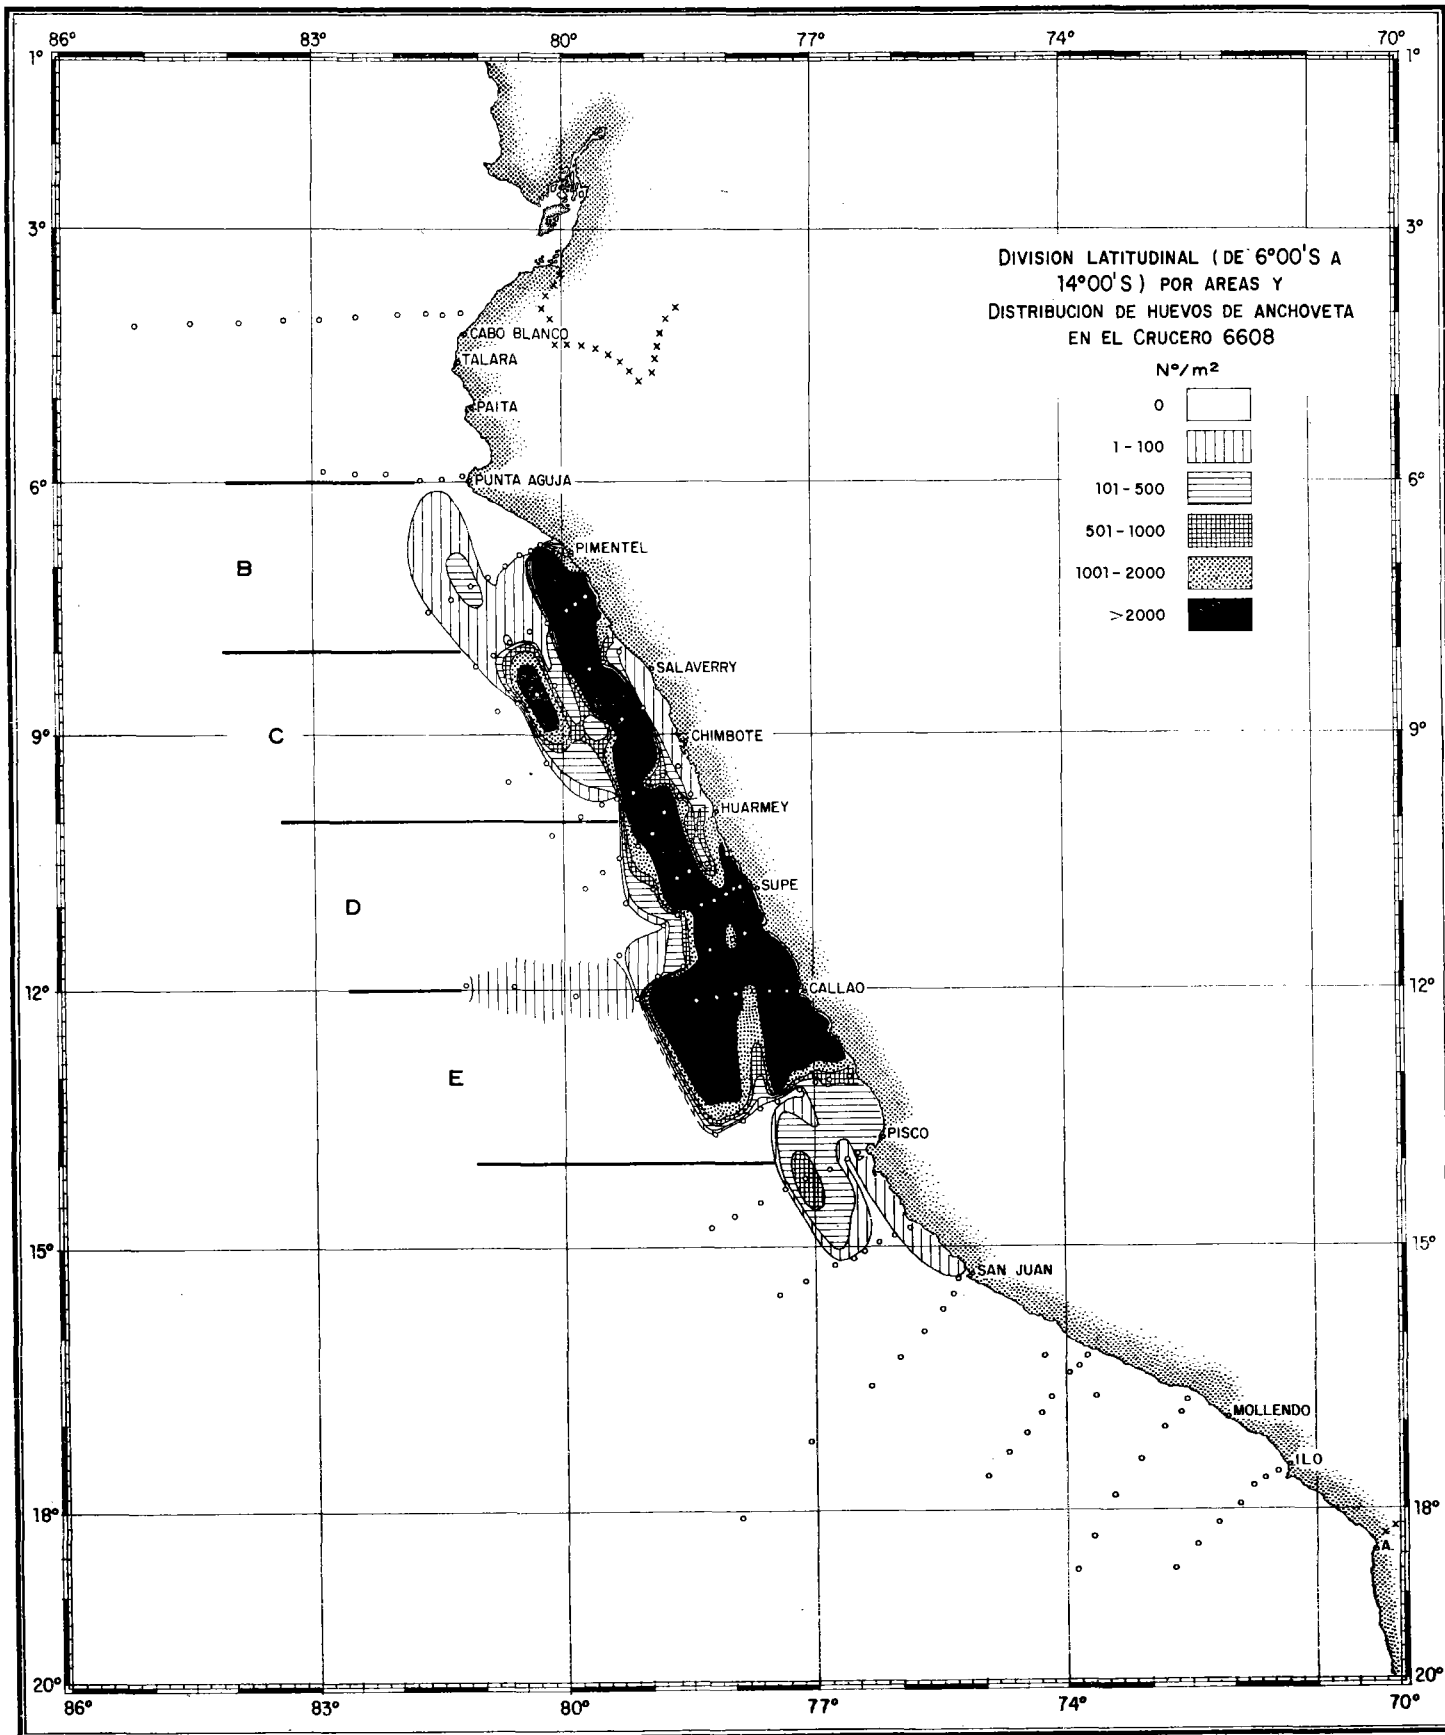 86° 83° 80° 77° 74° 70°
1° 1°
3° 3°
DIVISION LATITUDINAL (DE 6°00'S A
14°00'S) POR AREAS Y
DISTRIBUCION DE HUEVOS DE ANCHOVETA
EN EL CRUCERO 6608
N°/m²
0
1-100
101-500
501-1000
1001-2000
>2000
CABO BLANCO
TALARA
PAITA
PUNTA AGUJA
6° 6°
PIMENTEL
B
SALAVERRY
C
9° 9°
CHIMBOTE
HUARMEY
SUPE
D
12° 12°
CALLAO
E
PISCO
15° 15°
SAN JUAN
MOLLENDO
ILO
18° 18°
A.
20° 20°
86° 83° 80° 77° 74° 70°